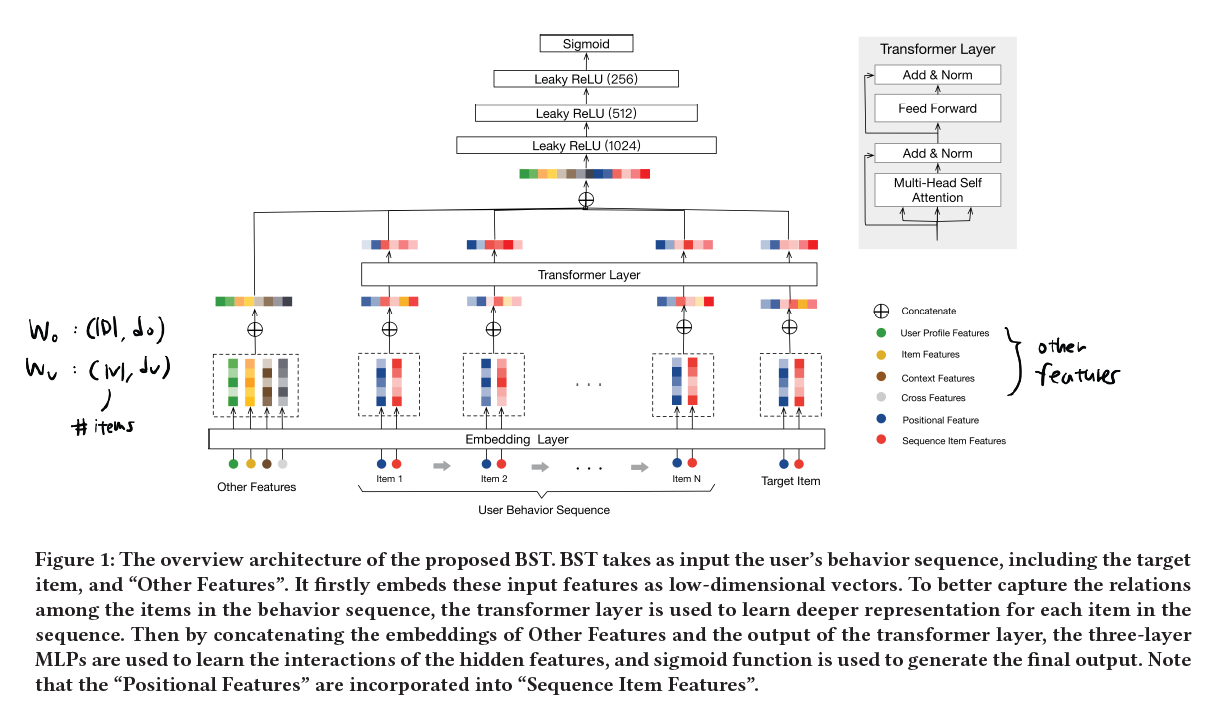 Sigmoid
Leaky ReLU (256)
Leaky ReLU (512)
Leaky ReLU (1024)
Transformer Layer
Add & Norm
Feed Forward
Add & Norm
Multi-Head Self
Attention
Transformer Layer
W₀ : (|D|, d₀)
Wᵥ : (|V|, dᵥ)
# items
Embedding Layer
Other Features
Item 1
Item 2
. . .
Item N
Target Item
User Behavior Sequence
Concatenate
User Profile Features
Item Features
Context Features
Cross Features
Positional Feature
Sequence Item Features
other
features
Figure 1: The overview architecture of the proposed BST. BST takes as input the user's behavior sequence, including the target
item, and “Other Features”. It firstly embeds these input features as low-dimensional vectors. To better capture the relations
among the items in the behavior sequence, the transformer layer is used to learn deeper representation for each item in the
sequence. Then by concatenating the embeddings of Other Features and the output of the transformer layer, the three-layer
MLPs are used to learn the interactions of the hidden features, and sigmoid function is used to generate the final output. Note
that the “Positional Features” are incorporated into “Sequence Item Features”.